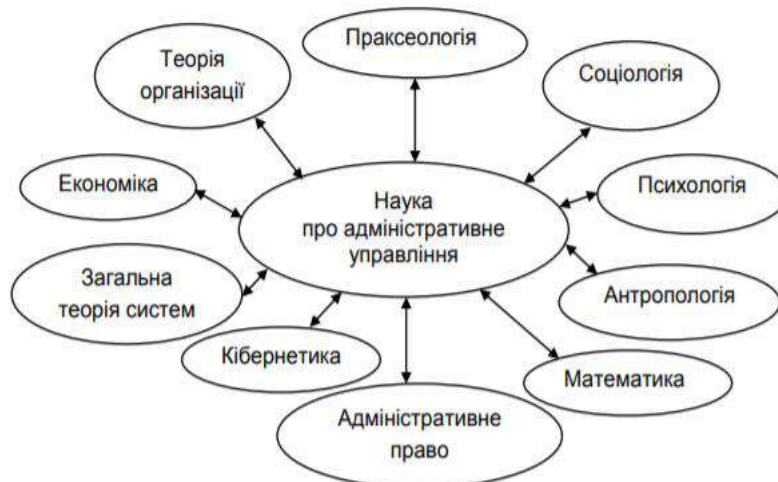 Праксеологія
Теорія
організації
Соціологія
Економіка
Наука
про адміністративне
управління
Психологія
Загальна
теорія систем
Антропологія
Кібернетика
Математика
Адміністративне
право